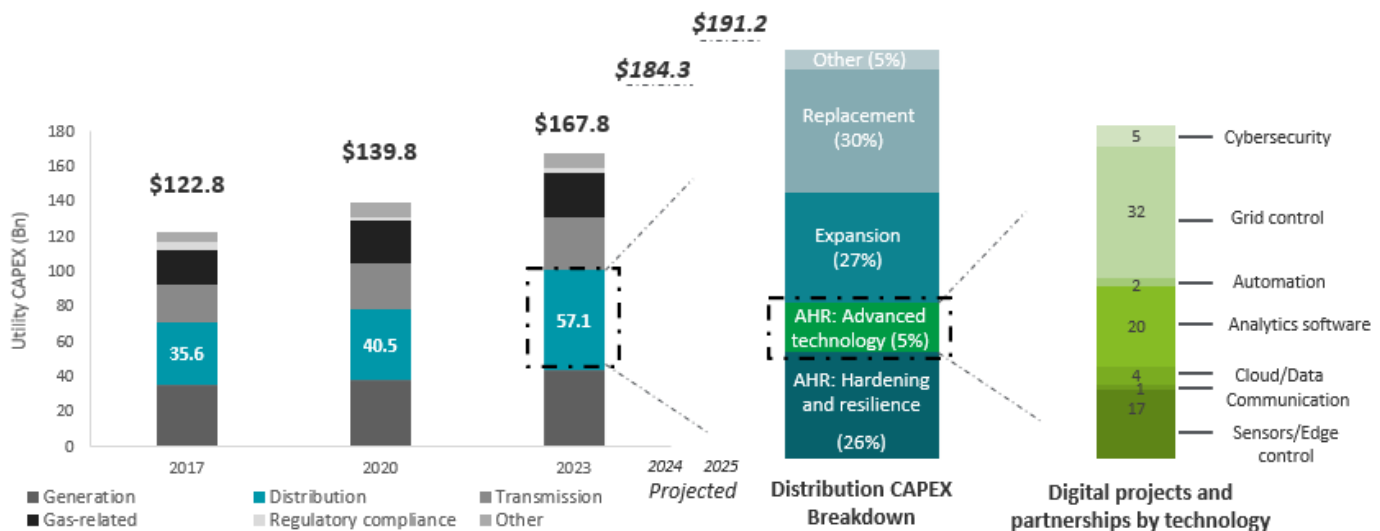 $191.2
$184.3
$167.8
$139.8
$122.8
Utility CAPEX (Bn)
180
160
140
120
100
80
60
40
20
0
35.6
40.5
57.1
2017
2020
2023
2024
2025
Projected
Generation
Distribution
Transmission
Gas-related
Regulatory compliance
Other
Other (5%)
Replacement
(30%)
Expansion
(27%)
AHR: Advanced
technology (5%)
AHR: Hardening
and resilience
(26%)
Distribution CAPEX
Breakdown
5
32
2
20
4
1
17
Cybersecurity
Grid control
Automation
Analytics software
Cloud/Data
Communication
Sensors/Edge
control
Digital projects and
partnerships by technology